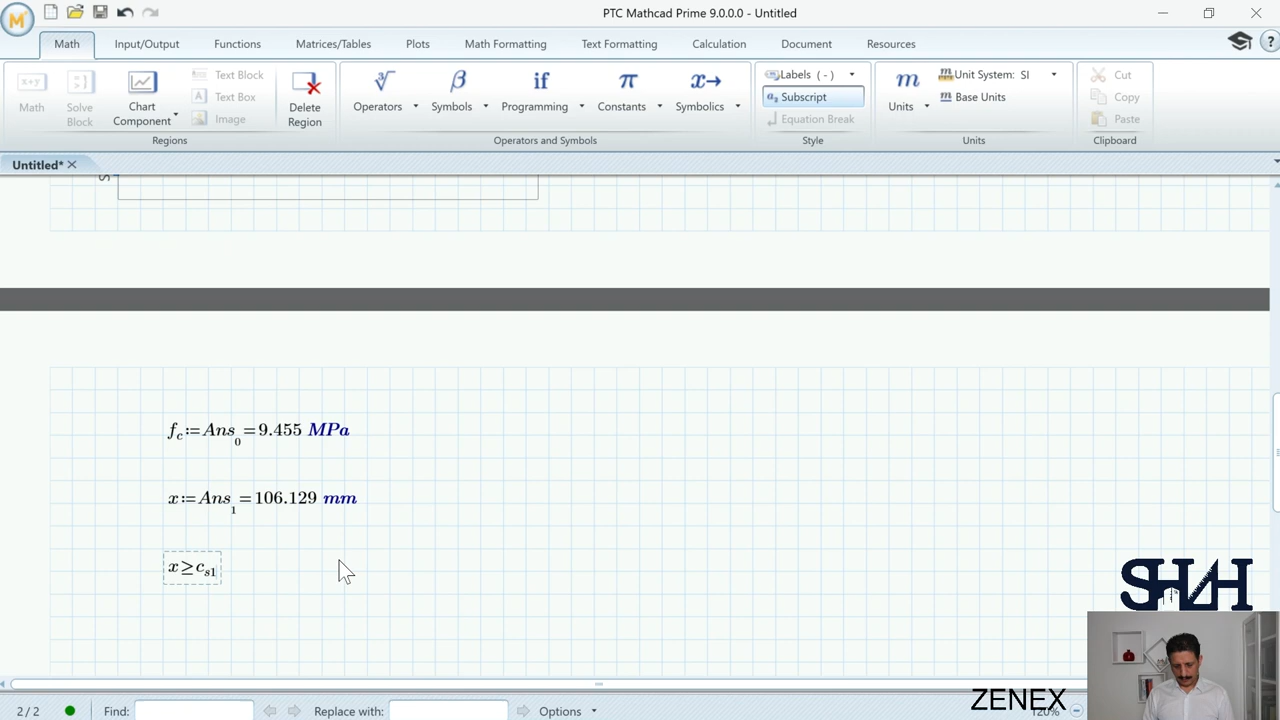 PTC Mathcad Prime 9.0.0.0 - Untitled
Math
Input/Output
Functions
Matrices/Tables
Plots
Math Formatting
Text Formatting
Calculation
Document
Resources
Math
Solve Block
Chart Component
Text Block
Text Box
Image
Delete Region
Regions
Operators
Symbols
Programming
Constants
Symbolics
Operators and Symbols
Labels (-)
Subscript
Equation Break
Style
Units
Unit System: SI
Base Units
Units
Cut
Copy
Paste
Clipboard
Untitled*
f_c:=Ans_0=9.455 MPa
x:=Ans_1=106.129 mm
x≥c_s1
SHZH
ZENEX
2/2
Find:
Replace with:
Options
120%